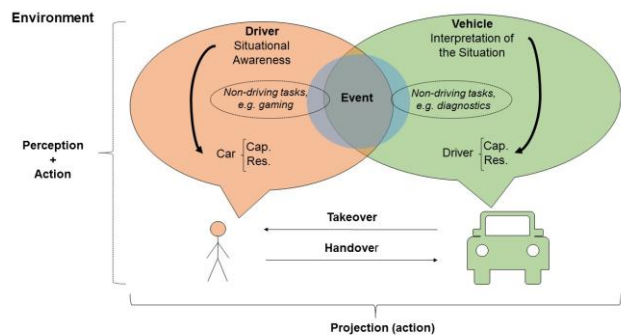 Environment
Driver
Situational
Awareness
Vehicle
Interpretation of
the Situation
Non-driving tasks,
e.g. gaming
Event
Non-driving tasks,
e.g. diagnostics
Perception
+
Action
Car
Cap.
Res.
Driver
Cap.
Res.
Takeover
Handover
Projection (action)